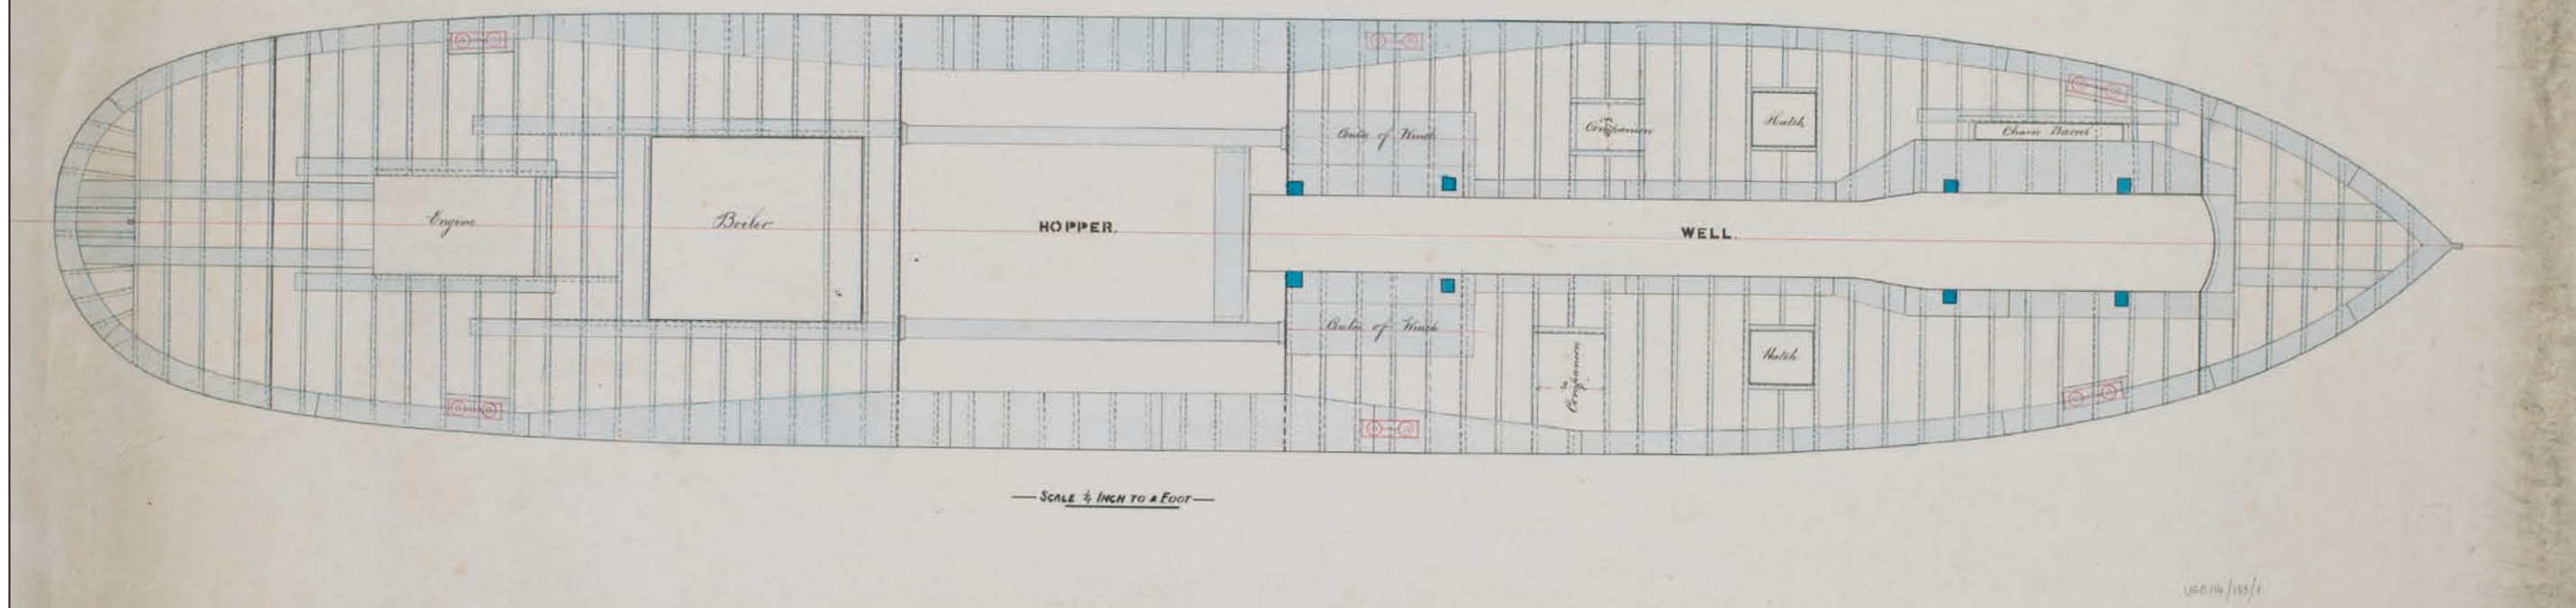 Centre of Winch
Companion
Hatch
Chain Barrel
Engine
Boiler
HOPPER.
WELL.
Centre of Winch
Companion
Hatch
— SCALE ¼ INCH TO A FOOT —